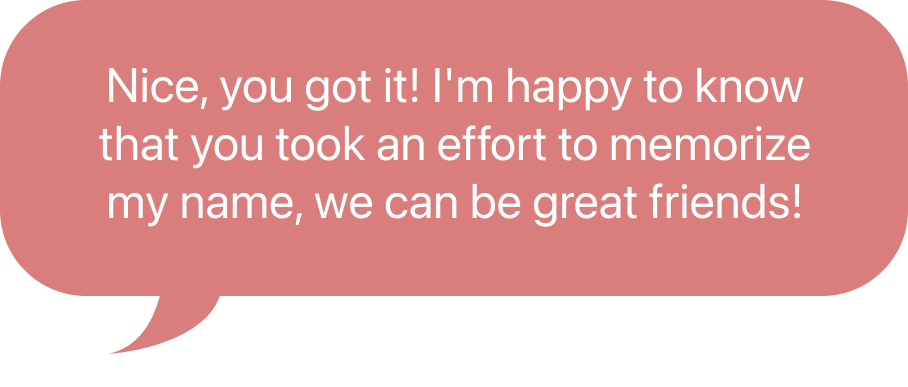 Nice, you got it! I'm happy to know
that you took an effort to memorize
my name, we can be great friends!